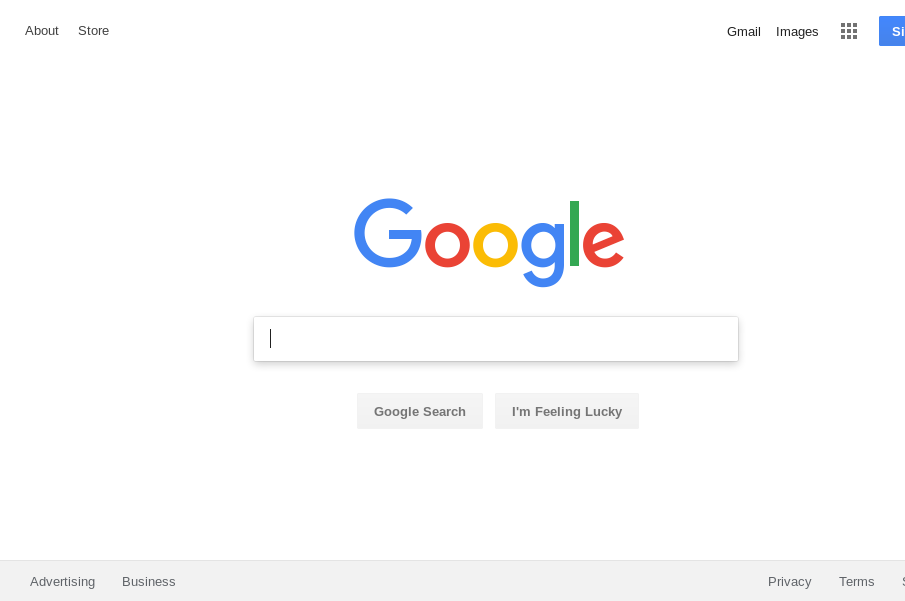 About Store Gmail Images Si
Google
Google Search I'm Feeling Lucky
Advertising Business Privacy Terms S